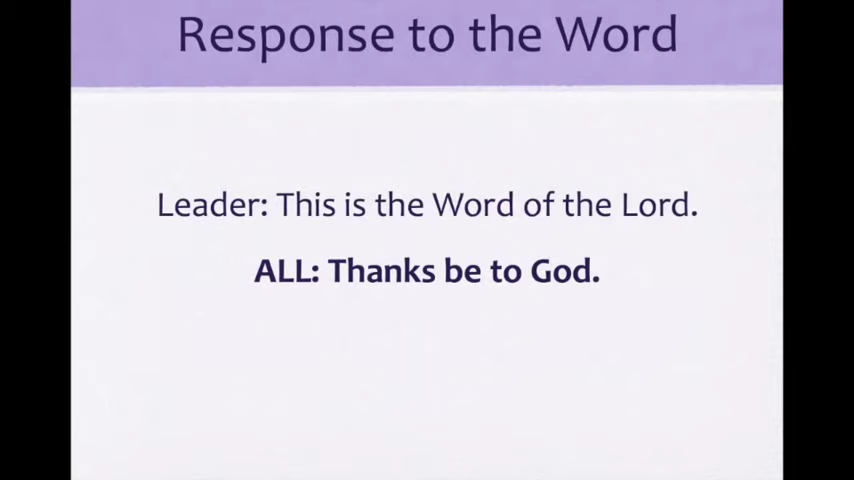 Response to the Word
Leader: This is the Word of the Lord.
ALL: Thanks be to God.